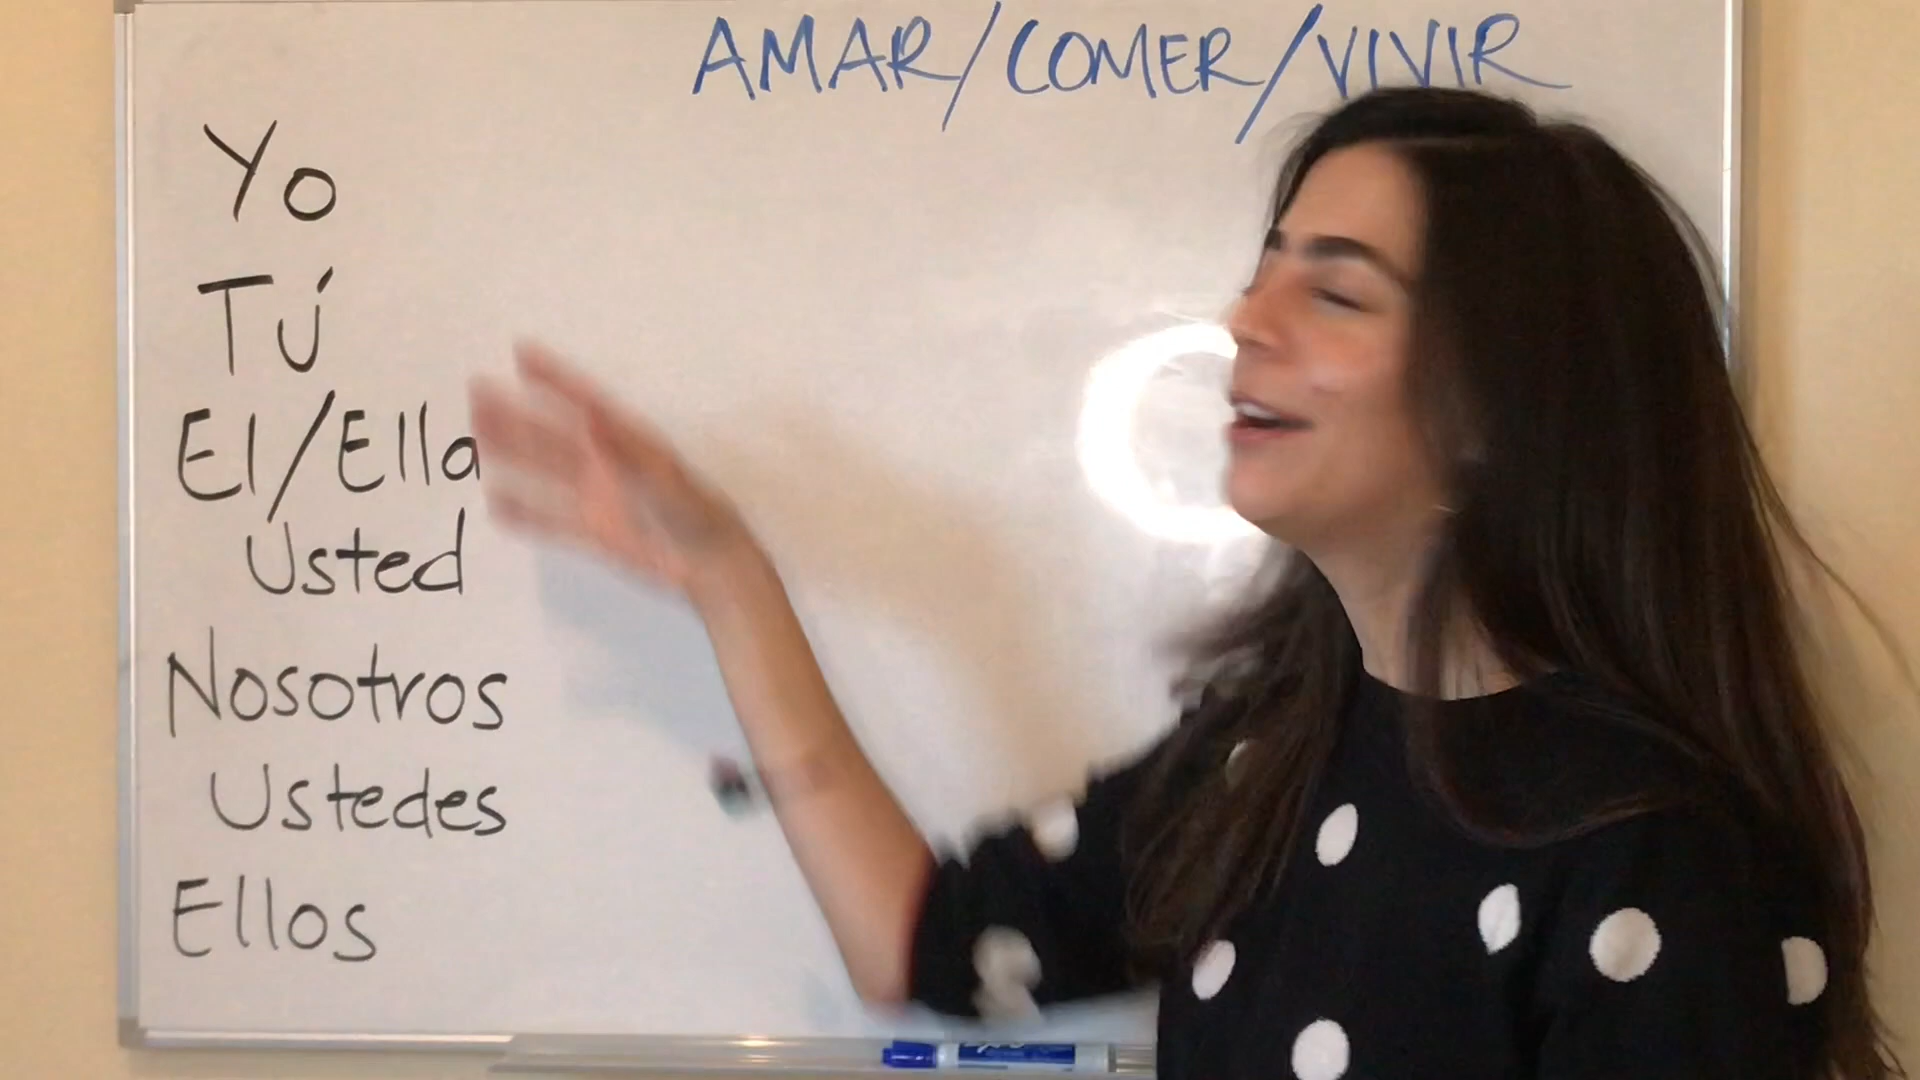 AMAR/COMER/VIVIR
Yo
Tú
El/Ella
Usted
Nosotros
Ustedes
Ellos